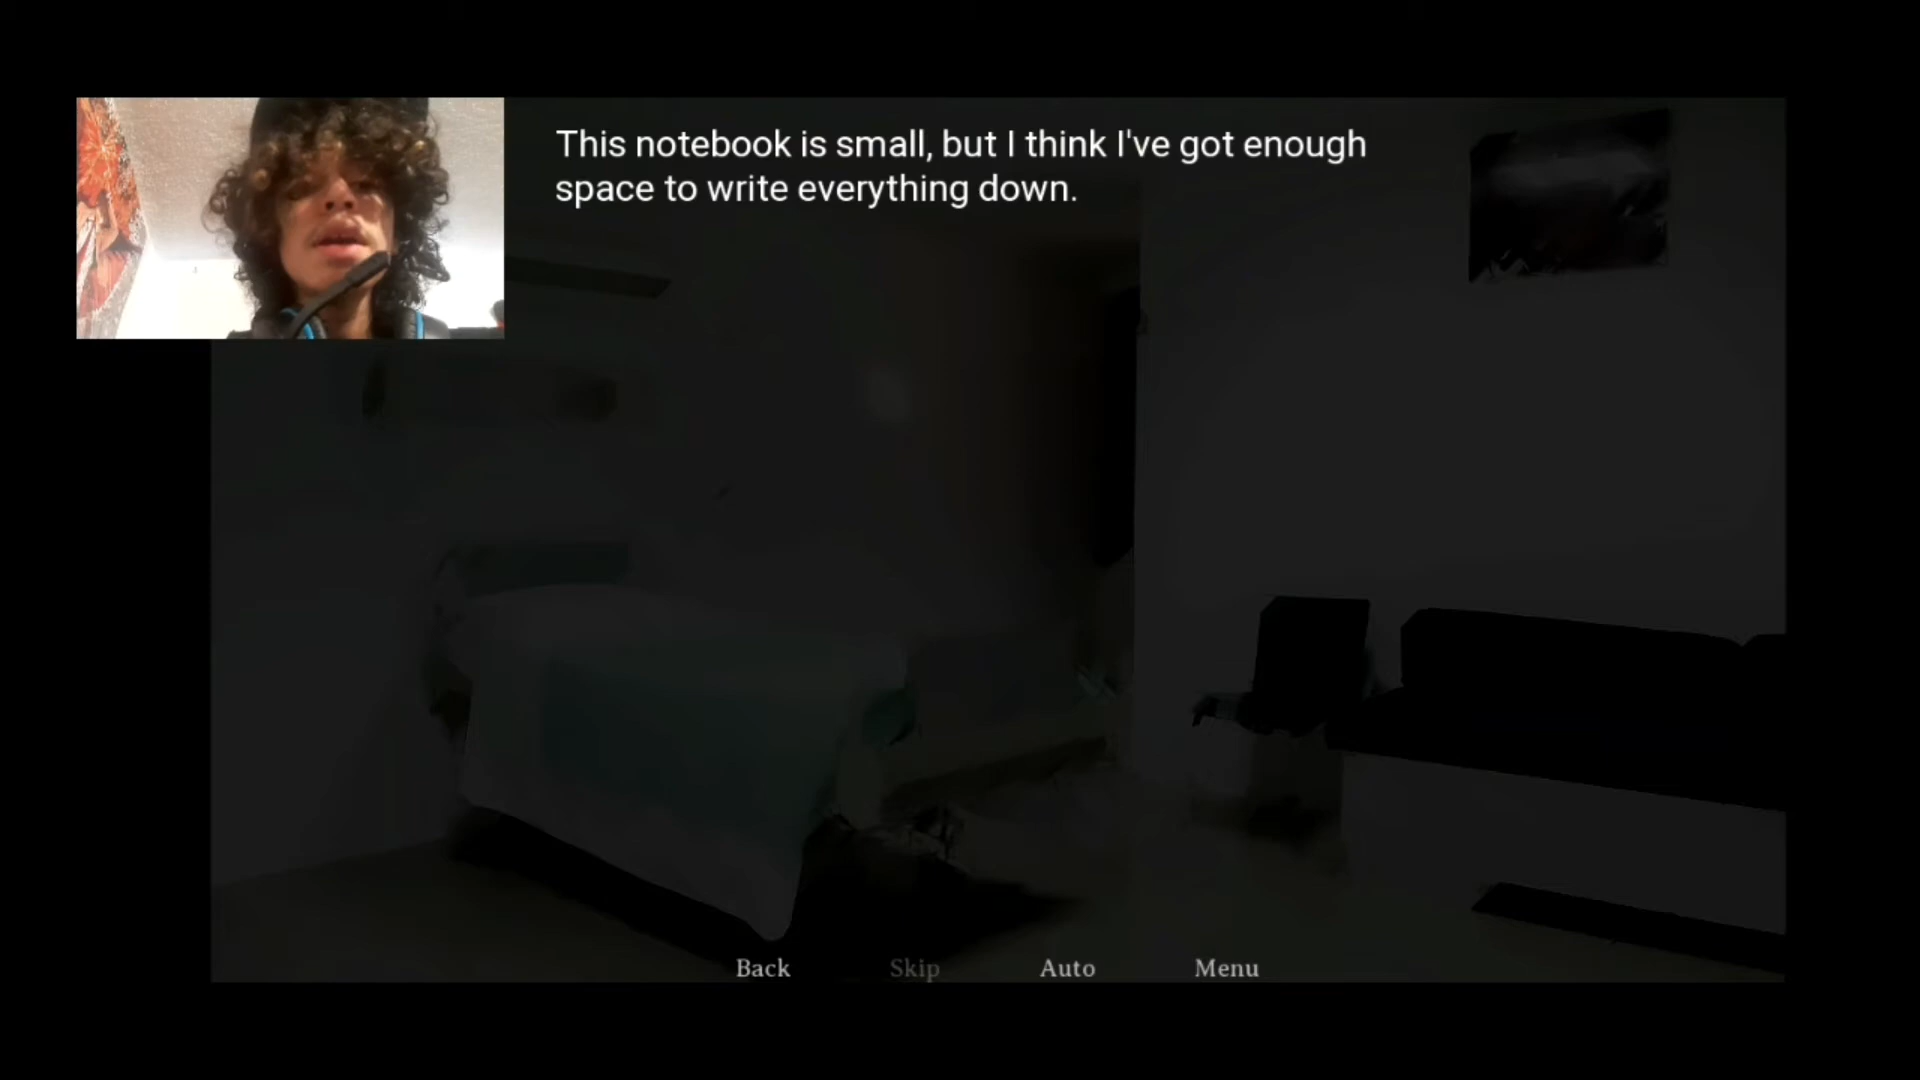 This notebook is small, but I think I've got enough
space to write everything down.
Back Skip Auto Menu